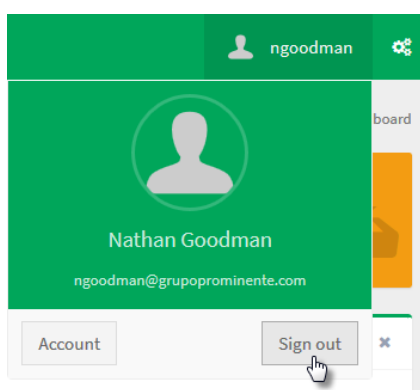 ngoodman
board
Nathan Goodman
ngoodman@grupoprominente.com
Account
Sign out